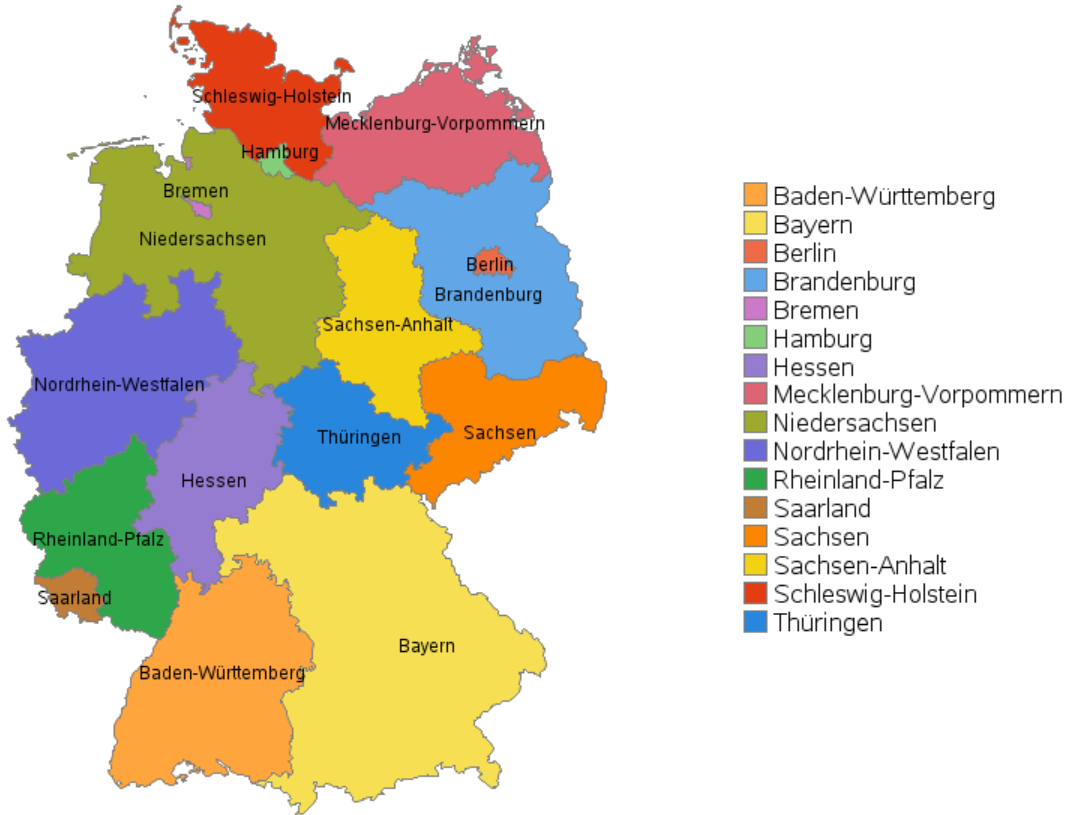 Schleswig-Holstein
Mecklenburg-Vorpommern
Hamburg
Bremen
Niedersachsen
Berlin
Brandenburg
Sachsen-Anhalt
Nordrhein-Westfalen
Sachsen
Thüringen
Hessen
Rheinland-Pfalz
Saarland
Bayern
Baden-Württemberg
Baden-Württemberg
Bayern
Berlin
Brandenburg
Bremen
Hamburg
Hessen
Mecklenburg-Vorpommern
Niedersachsen
Nordrhein-Westfalen
Rheinland-Pfalz
Saarland
Sachsen
Sachsen-Anhalt
Schleswig-Holstein
Thüringen